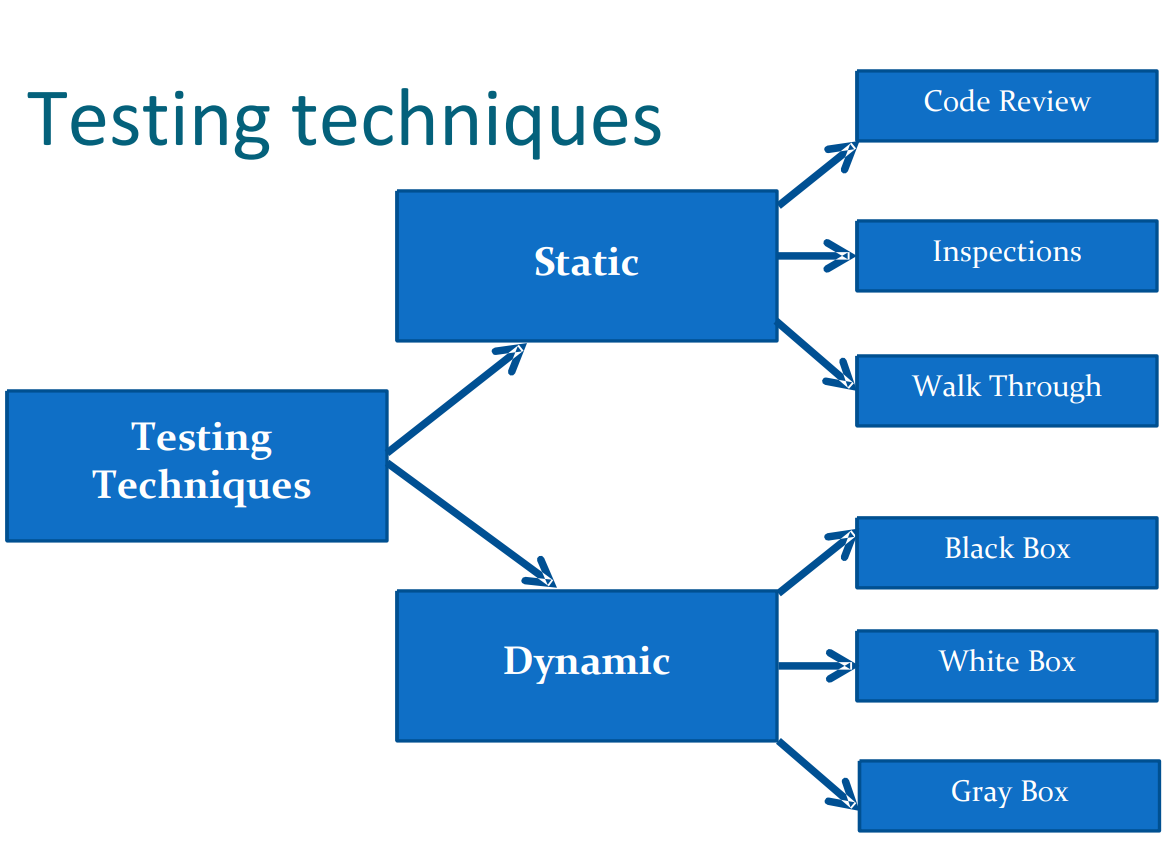 Testing techniques
Code Review
Static
Inspections
Walk Through
Testing
Techniques
Black Box
Dynamic
White Box
Gray Box